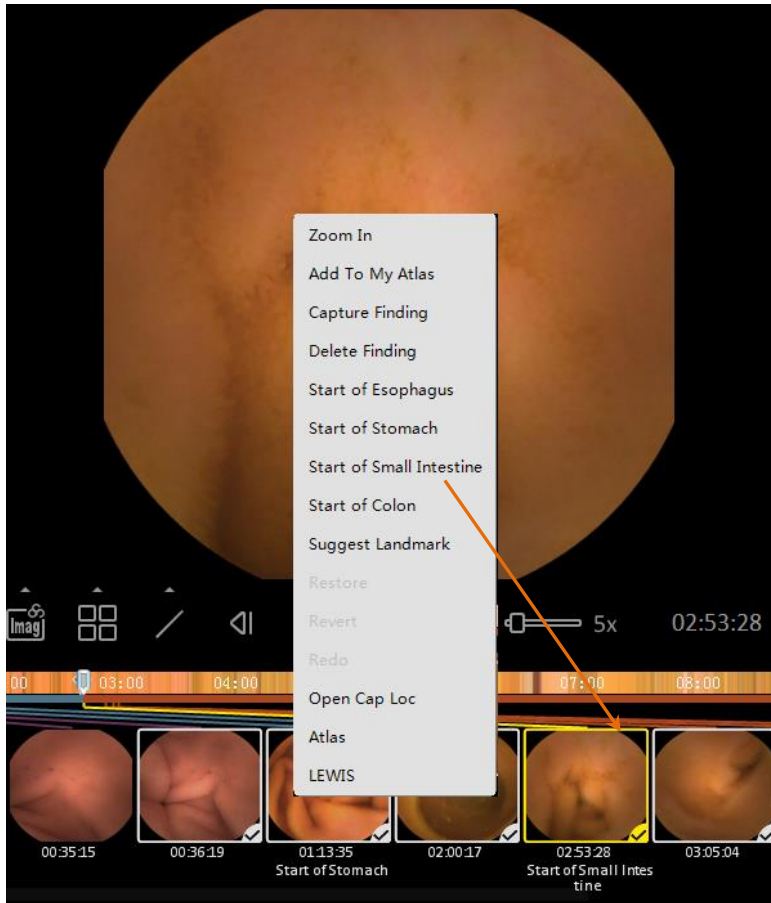 Zoom In
Add To My Atlas
Capture Finding
Delete Finding
Start of Esophagus
Start of Stomach
Start of Small Intestine
Start of Colon
Suggest Landmark
Restore
Revert
Redo
Open Cap Loc
Atlas
LEWIS
Imag
5x 02:53:28
00 03:00 04:00 07:00 08:00
00:35:15 00:36:19 01:13:35 02:00:17 02:53:28 03:05:04
Start of Stomach Start of Small Intes
tine